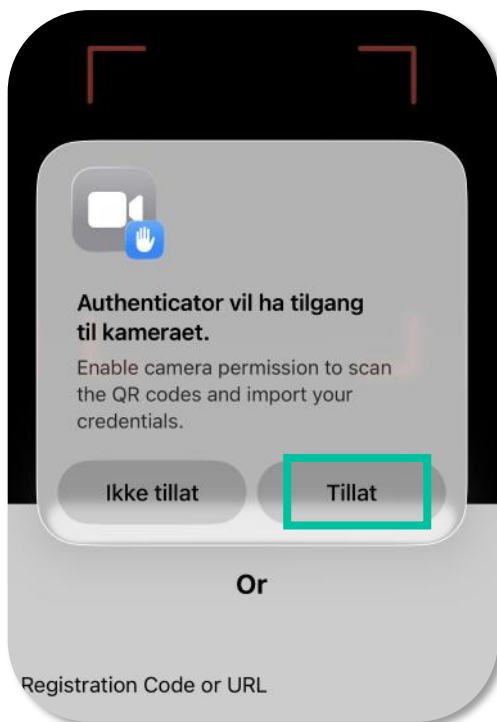 Authenticator vil ha tilgang
til kameraet.
Enable camera permission to scan
the QR codes and import your
credentials.
Ikke tillat
Tillat
Or
Registration Code or URL